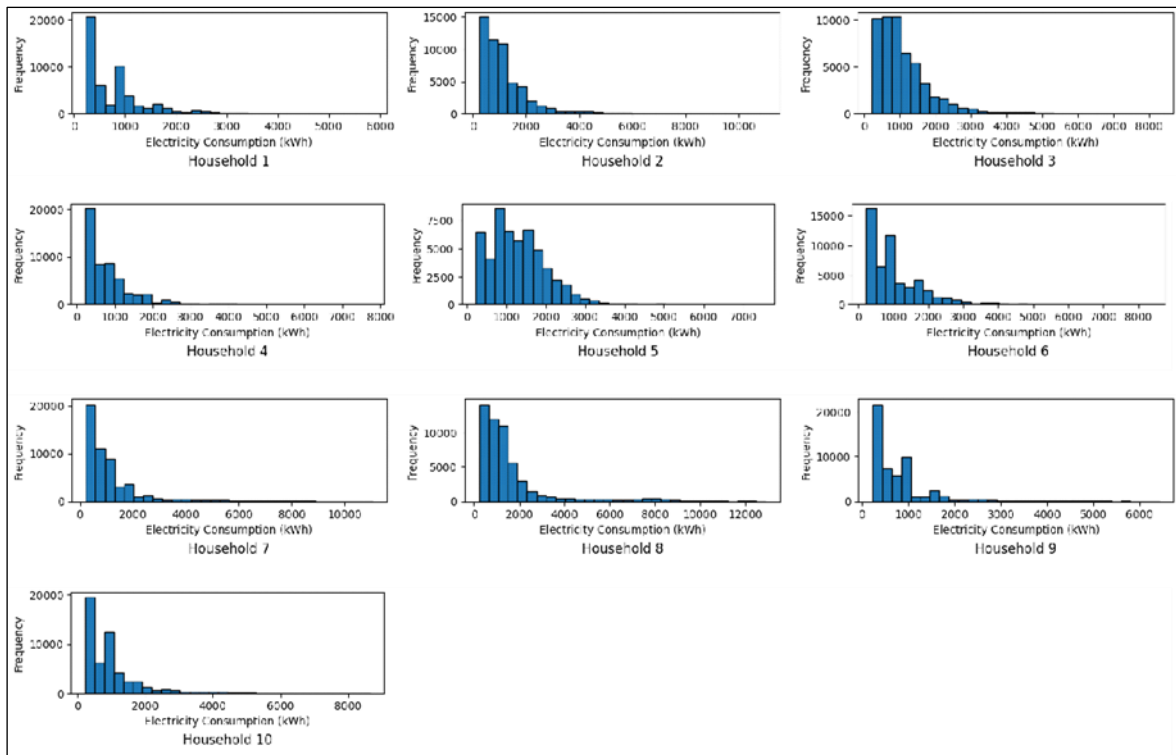 20000
10000
0
Frequency
0 1000 2000 3000 4000 5000 6000
Electricity Consumption (kWh)
Household 1
15000
10000
5000
0
Frequency
0 2000 4000 6000 8000 10000
Electricity Consumption (kWh)
Household 2
10000
5000
0
Frequency
0 1000 2000 3000 4000 5000 6000 7000 8000
Electricity Consumption (kWh)
Household 3
20000
10000
0
Frequency
0 1000 2000 3000 4000 5000 6000 7000 8000
Electricity Consumption (kWh)
Household 4
7500
5000
2500
0
Frequency
0 1000 2000 3000 4000 5000 6000 7000
Electricity Consumption (kWh)
Household 5
15000
10000
5000
0
Frequency
0 1000 2000 3000 4000 5000 6000 7000 8000
Electricity Consumption (kWh)
Household 6
20000
10000
0
Frequency
0 2000 4000 6000 8000 10000
Electricity Consumption (kWh)
Household 7
10000
5000
0
Frequency
0 2000 4000 6000 8000 10000 12000
Electricity Consumption (kWh)
Household 8
20000
10000
0
Frequency
0 1000 2000 3000 4000 5000 6000
Electricity Consumption (kWh)
Household 9
20000
10000
0
Frequency
0 2000 4000 6000 8000
Electricity Consumption (kWh)
Household 10